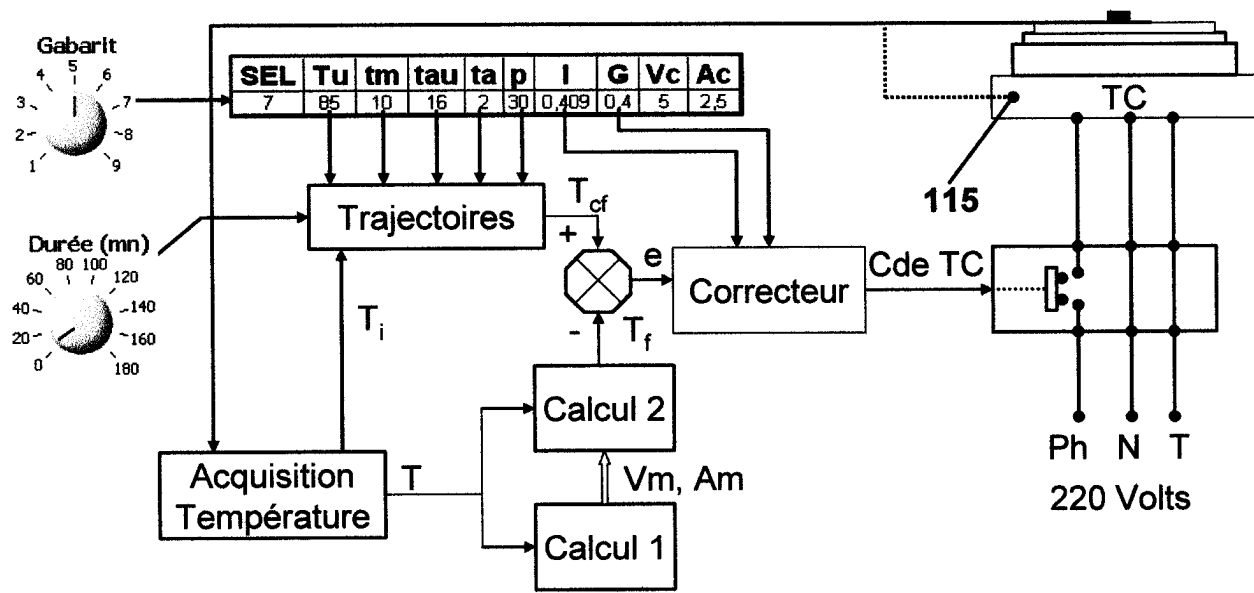 Gabarit
1 2 3 4 5 6 7 8 9
SEL Tu tm tau ta p I G Vc Ac
7 85 10 16 2 30 0,409 0,4 5 2,5
TC
115
Trajectoires
Tcf
+
Durée (mn)
0 20 40 60 80 100 120 140 160 180
Ti
e
Correcteur
Cde TC
-
Tf
Calcul 2
Ph N T
220 Volts
Acquisition
Température
T
Vm, Am
Calcul 1